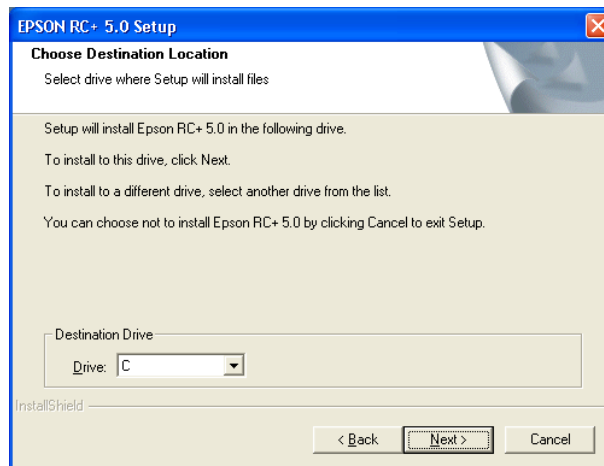 EPSON RC+ 5.0 Setup
Choose Destination Location
Select drive where Setup will install files
Setup will install Epson RC+ 5.0 in the following drive.
To install to this drive, click Next.
To install to a different drive, select another drive from the list.
You can choose not to install Epson RC+ 5.0 by clicking Cancel to exit Setup.
Destination Drive
Drive: C
InstallShield
< Back Next > Cancel